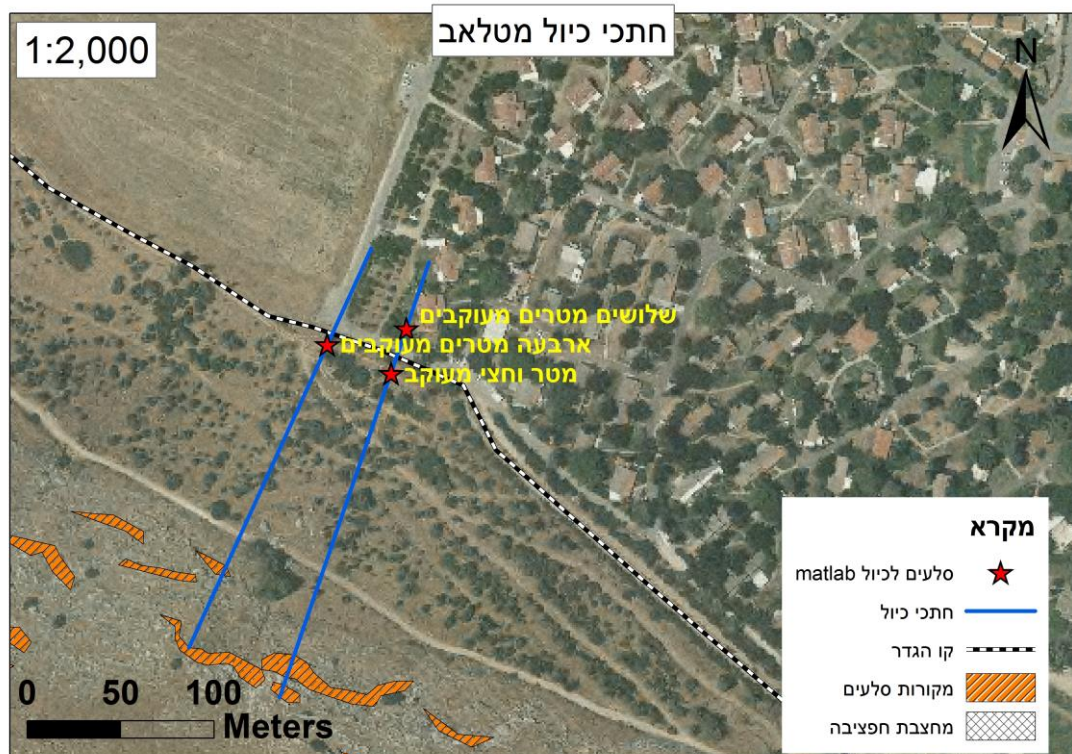 חתכי כיול מטלאב
1:2,000
N
שלושים מטרים מעוקבים
ארבעה מטרים מעוקבים
מטר וחצי מעוקב
מקרא
סלעים לכיול matlab
חתכי כיול
קו הגדר
מקורות סלעים
מחצבת חפציבה
0 50 100
Meters